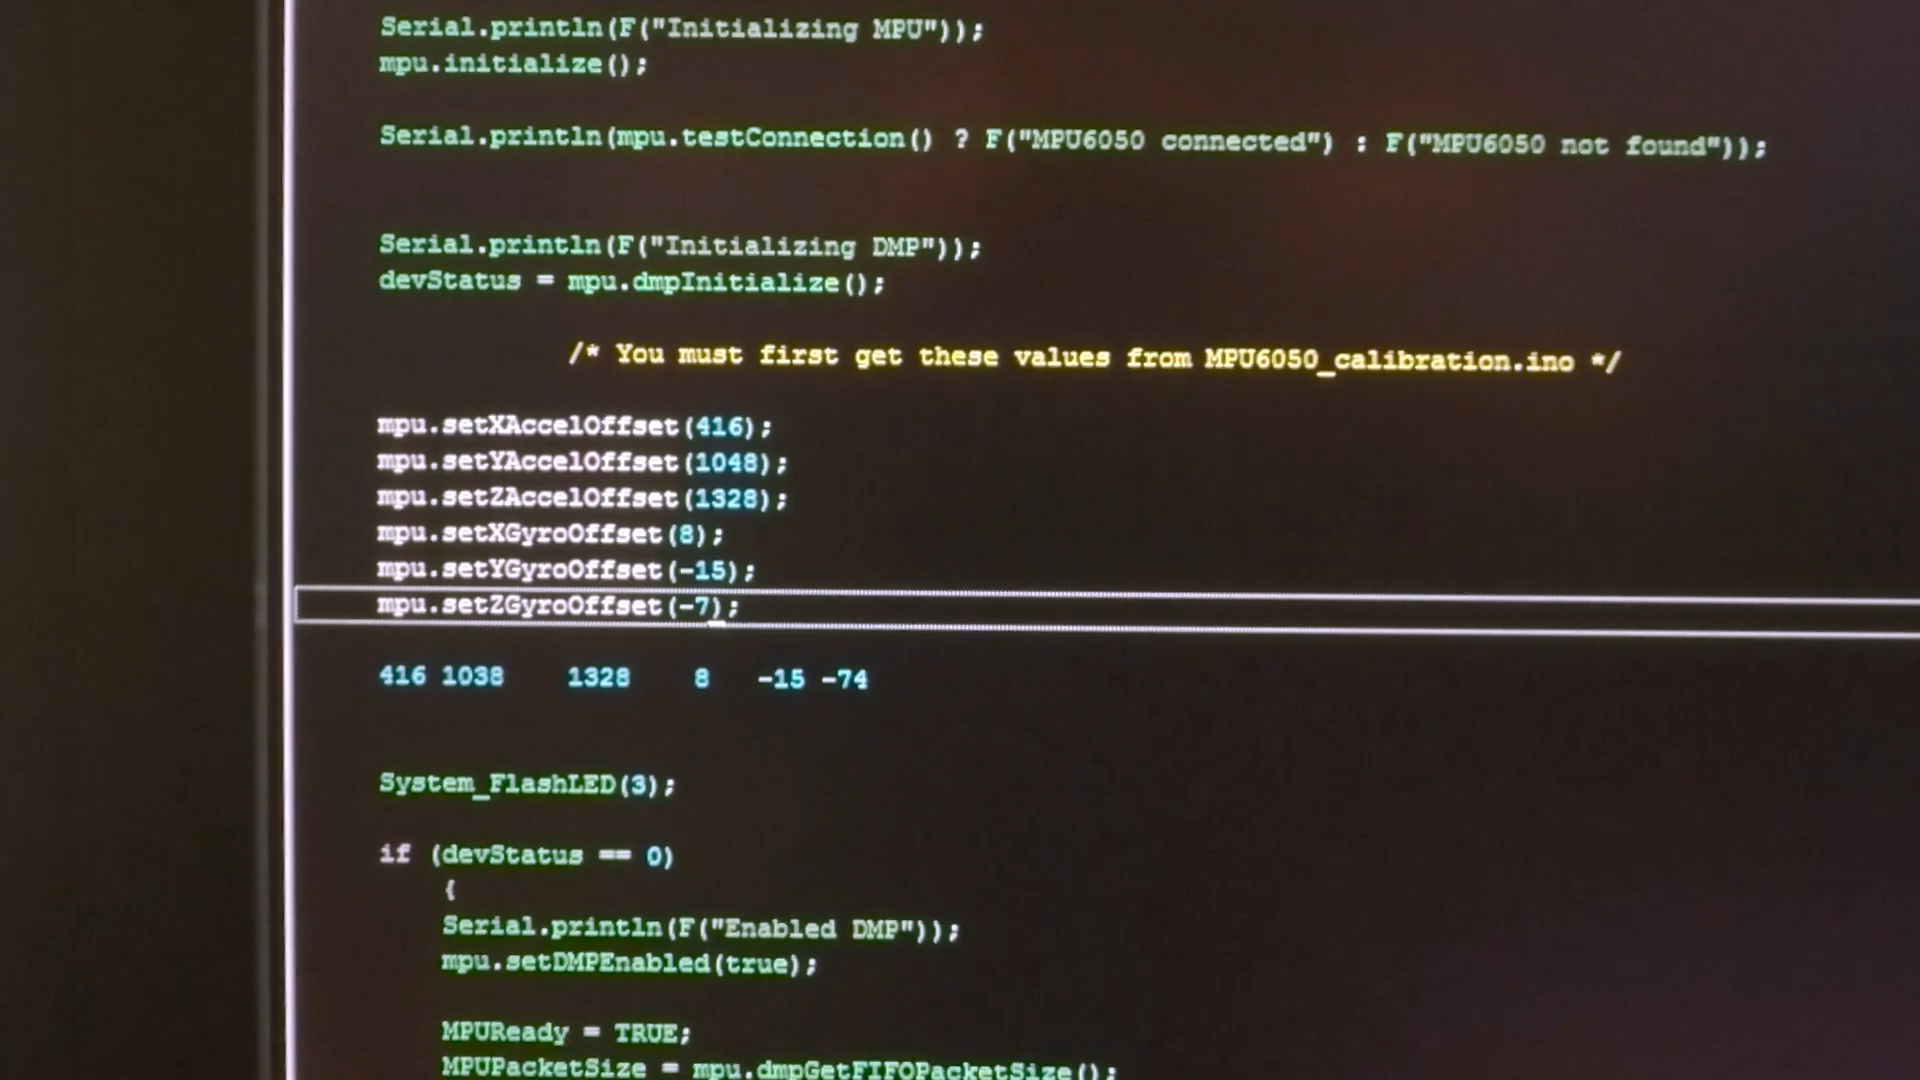 Serial.println(F("Initializing MPU"));
mpu.initialize();
Serial.println(mpu.testConnection() ? F("MPU6050 connected") : F("MPU6050 not found"));
Serial.println(F("Initializing DMP"));
devStatus = mpu.dmpInitialize();
/* You must first get these values from MPU6050_calibration.ino */
mpu.setXAccelOffset(416);
mpu.setYAccelOffset(1048);
mpu.setZAccelOffset(1328);
mpu.setXGyroOffset(8);
mpu.setYGyroOffset(-15);
mpu.setZGyroOffset(-7);
416 1038 1328 8 -15 -74
System_FlashLED(3);
if (devStatus == 0)
{
Serial.println(F("Enabled DMP"));
mpu.setDMPEnabled(true);
MPUReady = TRUE;
MPUPacketSize = mpu.dmpGetFIFOPacketSize();